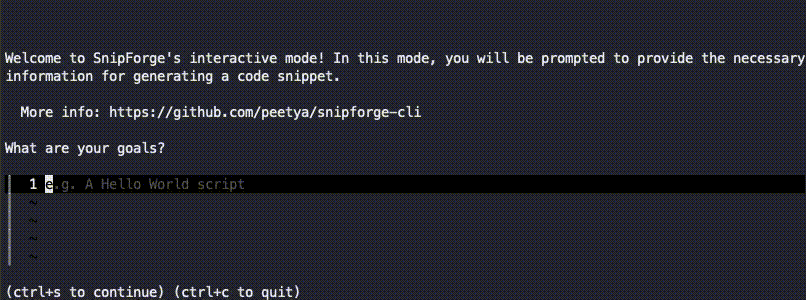 Welcome to SnipForge's interactive mode! In this mode, you will be prompted to provide the necessary
information for generating a code snippet.
More info: https://github.com/peetya/snipforge-cli
What are your goals?
1 e.g. A Hello World script
~
~
~
~
(ctrl+s to continue) (ctrl+c to quit)